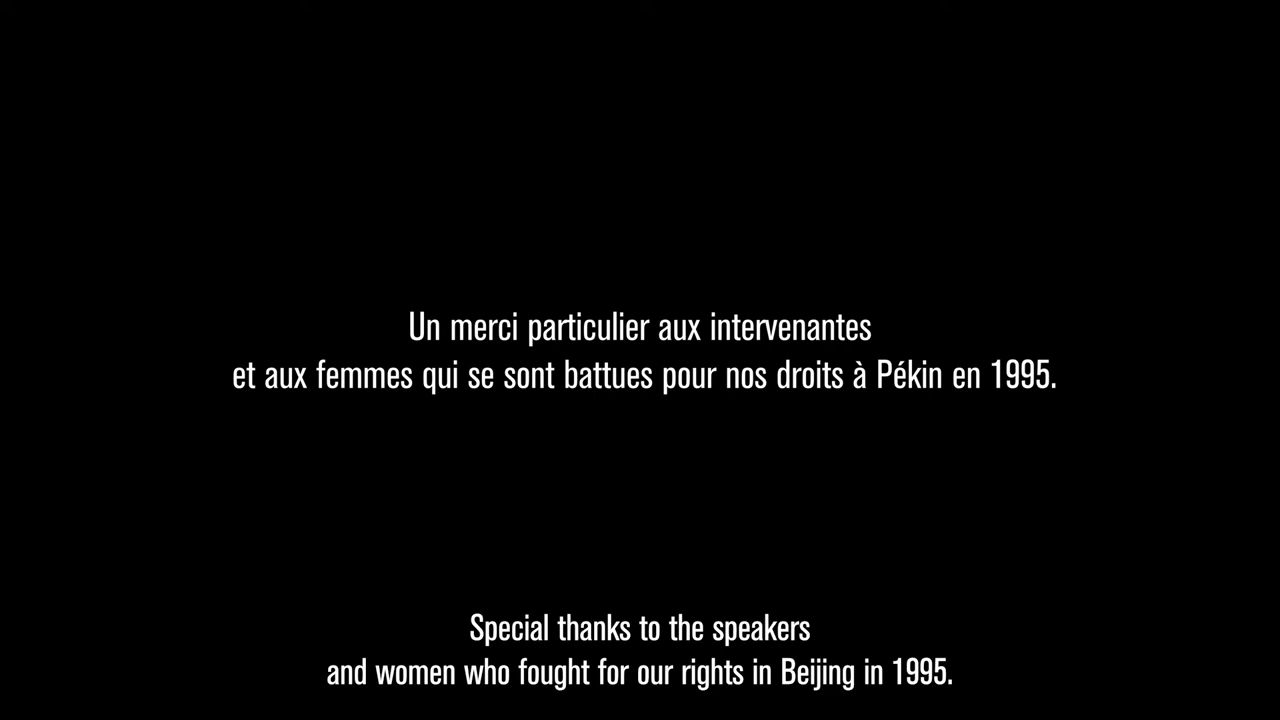 Un merci particulier aux intervenantes
et aux femmes qui se sont battues pour nos droits à Pékin en 1995.
Special thanks to the speakers
and women who fought for our rights in Beijing in 1995.